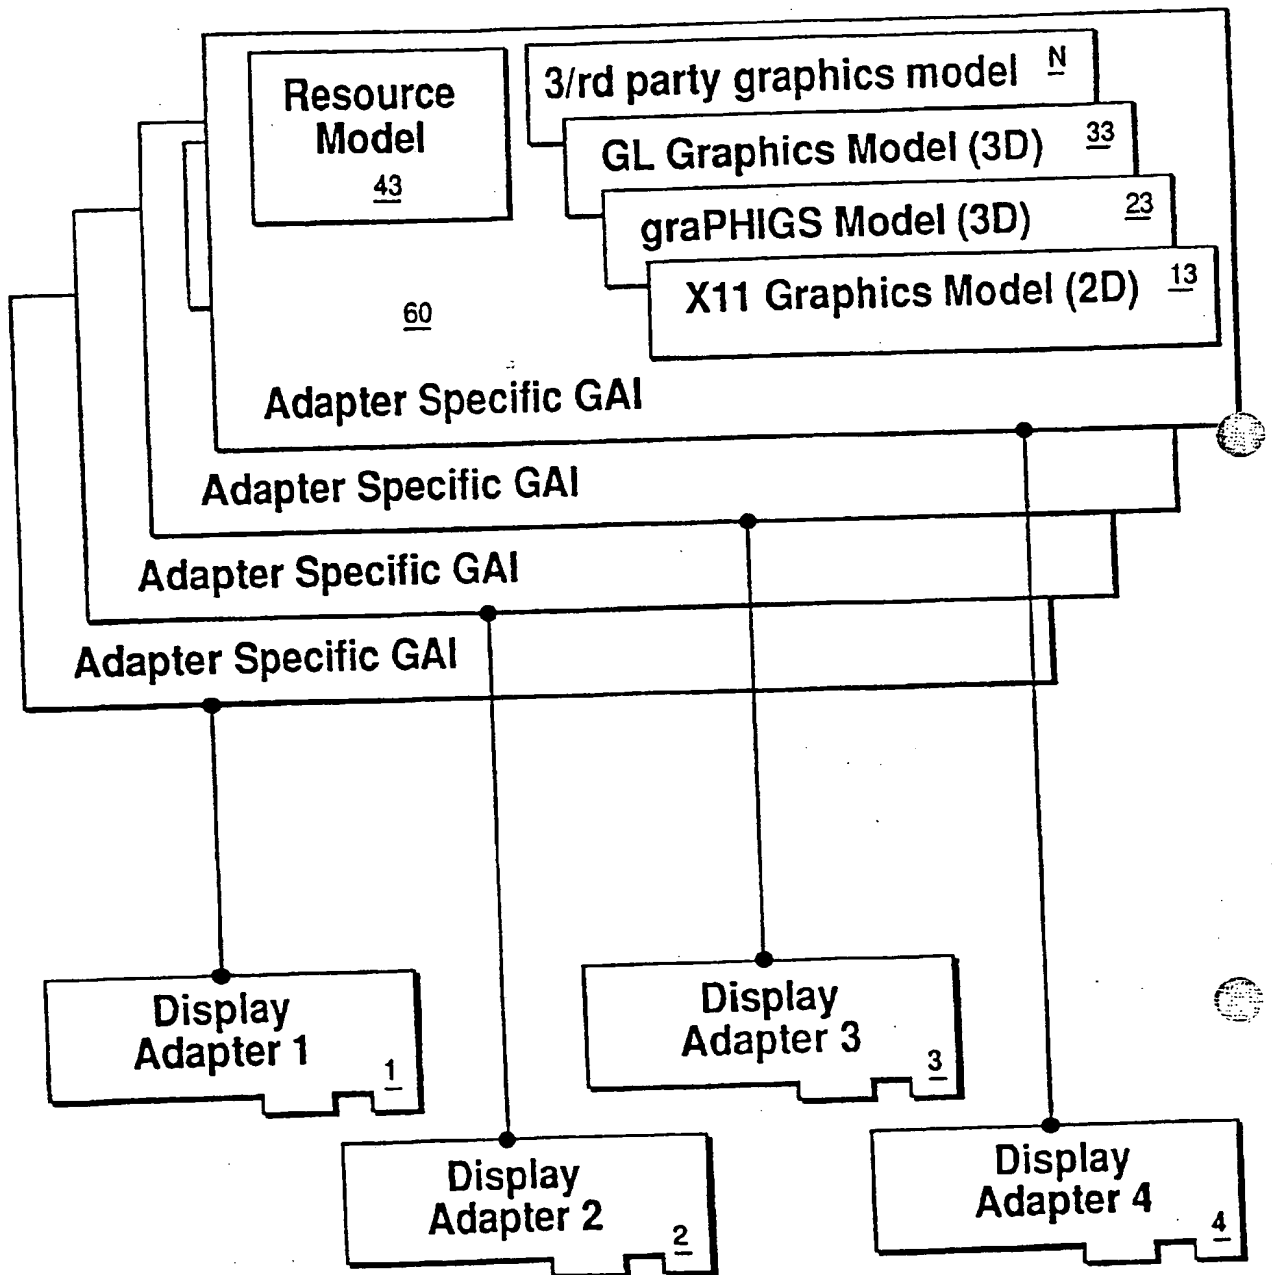 Resource
Model
43
3/rd party graphics model N
GL Graphics Model (3D) 33
graPHIGS Model (3D) 23
X11 Graphics Model (2D) 13
60
Adapter Specific GAI
Adapter Specific GAI
Adapter Specific GAI
Adapter Specific GAI
Display
Adapter 1
1
Display
Adapter 3
3
Display
Adapter 2
2
Display
Adapter 4
4